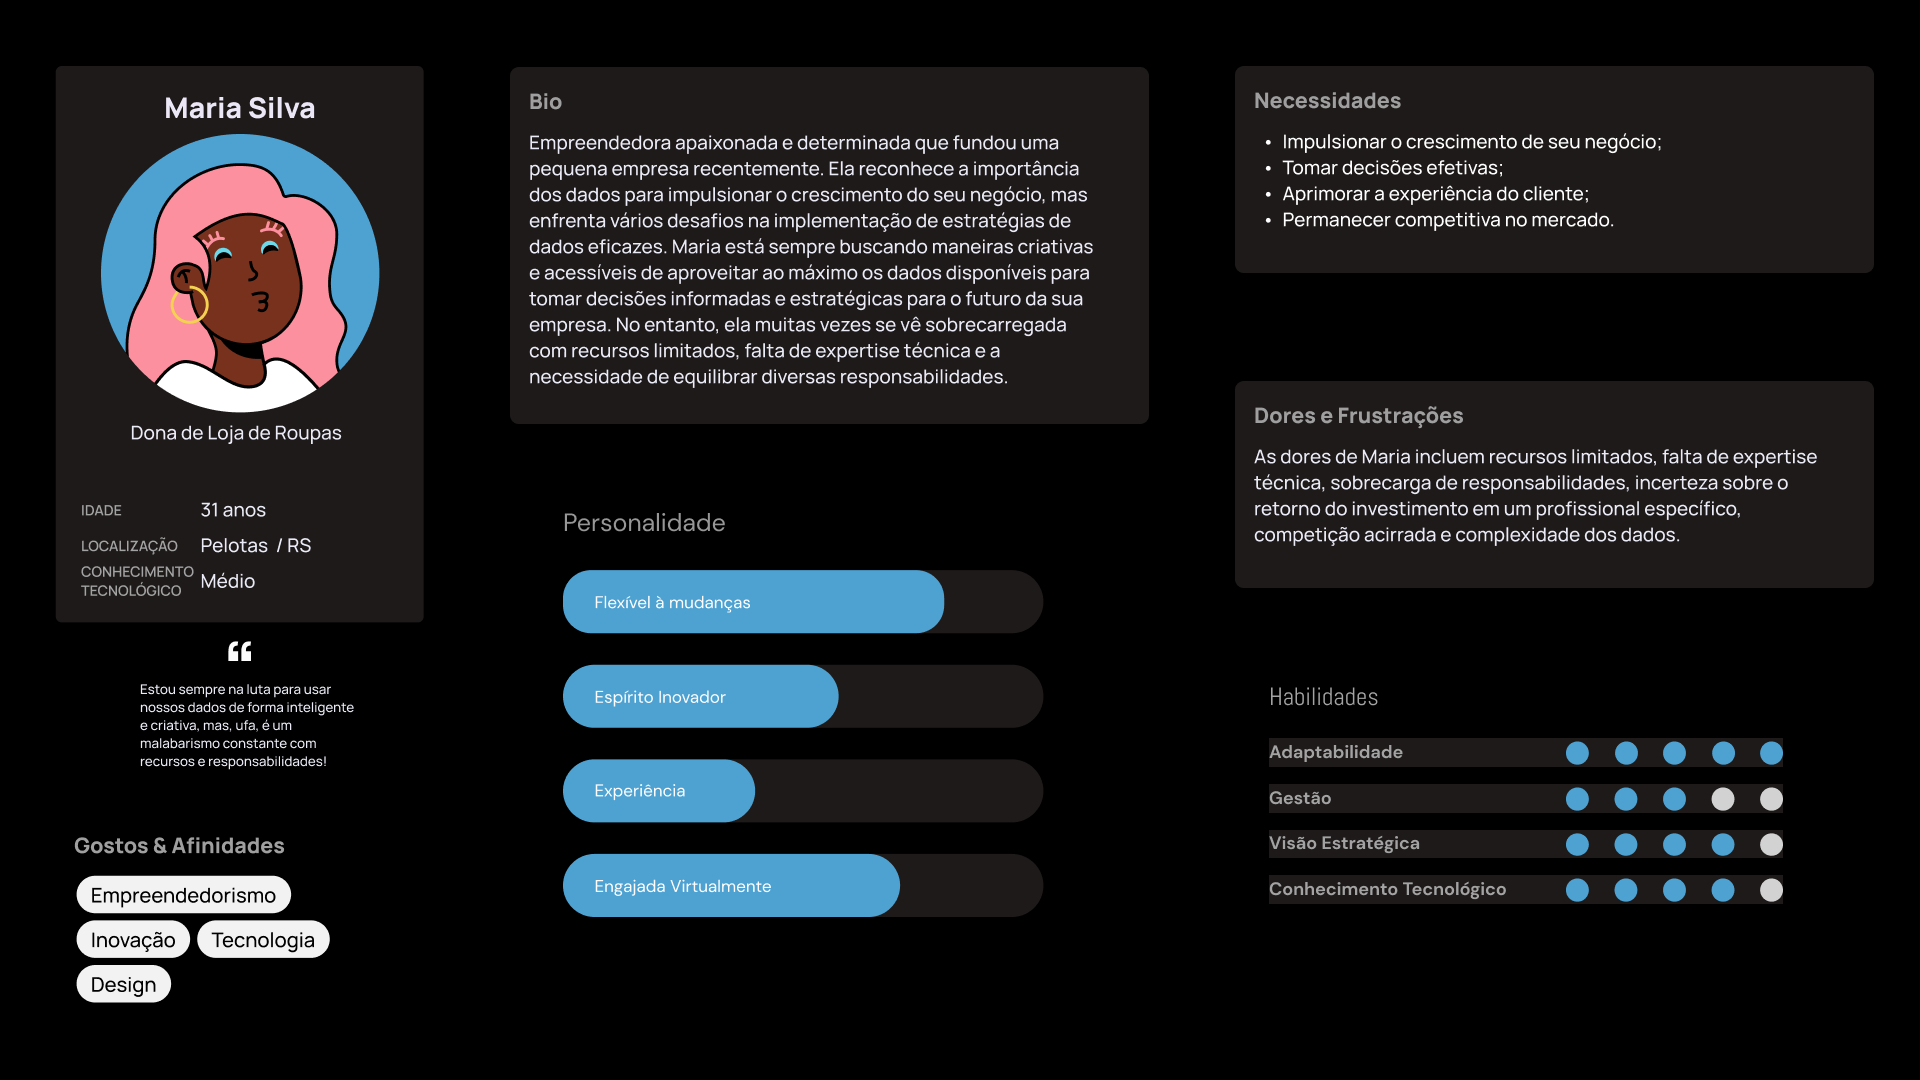 Maria Silva
Dona de Loja de Roupas
IDADE 31 anos
LOCALIZAÇÃO Pelotas / RS
CONHECIMENTO
TECNOLÓGICO Médio
“
Estou sempre na luta para usar
nossos dados de forma inteligente
e criativa, mas, ufa, é um
malabarismo constante com
recursos e responsabilidades!
Gostos & Afinidades
Empreendedorismo
Inovação Tecnologia
Design
Bio
Empreendedora apaixonada e determinada que fundou uma
pequena empresa recentemente. Ela reconhece a importância
dos dados para impulsionar o crescimento do seu negócio, mas
enfrenta vários desafios na implementação de estratégias de
dados eficazes. Maria está sempre buscando maneiras criativas
e acessíveis de aproveitar ao máximo os dados disponíveis para
tomar decisões informadas e estratégicas para o futuro da sua
empresa. No entanto, ela muitas vezes se vê sobrecarregada
com recursos limitados, falta de expertise técnica e a
necessidade de equilibrar diversas responsabilidades.
Personalidade
Flexível à mudanças
Espírito Inovador
Experiência
Engajada Virtualmente
Necessidades
• Impulsionar o crescimento de seu negócio;
• Tomar decisões efetivas;
• Aprimorar a experiência do cliente;
• Permanecer competitiva no mercado.
Dores e Frustrações
As dores de Maria incluem recursos limitados, falta de expertise
técnica, sobrecarga de responsabilidades, incerteza sobre o
retorno do investimento em um profissional específico,
competição acirrada e complexidade dos dados.
Habilidades
Adaptabilidade
Gestão
Visão Estratégica
Conhecimento Tecnológico